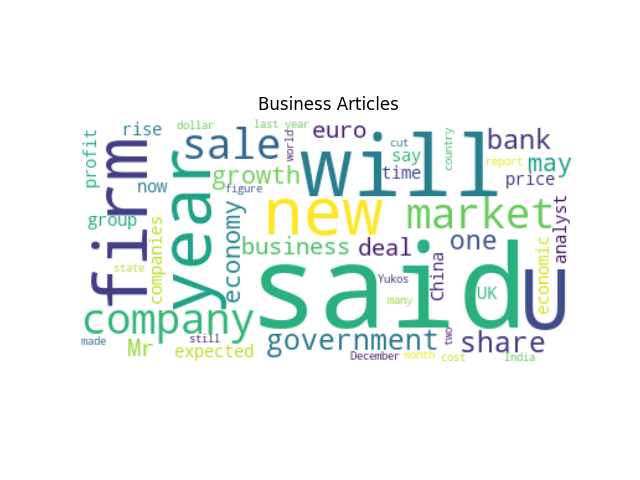 Business Articles
profit
rise
dollar
last year
world
euro
cut
country
bank
sale
will
say
report
may
firm
year
growth
time
price
now
figure
new
market
group
economy
companies
business
deal
one
analyst
economic
state
said
U
China
Yukos
UK
many
company
government
share
made
Mr
still
expected
December
month
two
cost
India